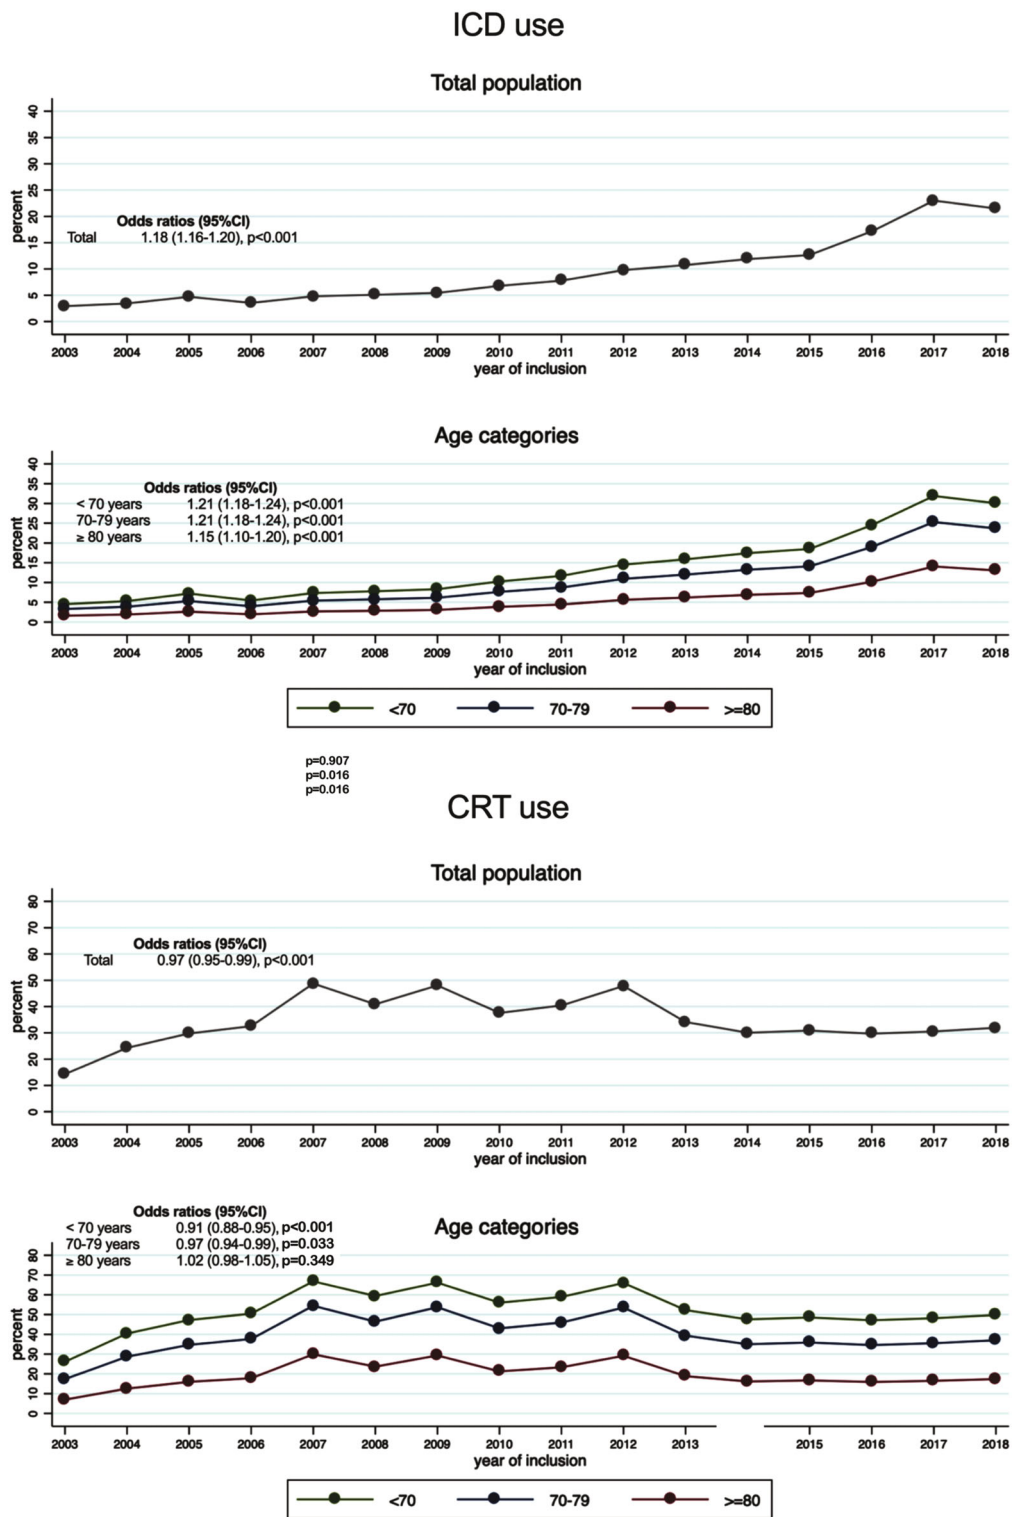 ICD use
Total population
40
35
30
25
20
15
10
5
0
percent
Odds ratios (95%CI)
Total 1.18 (1.16-1.20), p<0.001
2003 2004 2005 2006 2007 2008 2009 2010 2011 2012 2013 2014 2015 2016 2017 2018
year of inclusion
Age categories
40
35
30
25
20
15
10
5
0
percent
Odds ratios (95%CI)
< 70 years 1.21 (1.18-1.24), p<0.001
70-79 years 1.21 (1.18-1.24), p<0.001
≥ 80 years 1.15 (1.10-1.20), p<0.001
2003 2004 2005 2006 2007 2008 2009 2010 2011 2012 2013 2014 2015 2016 2017 2018
year of inclusion
<70 70-79 >=80
p=0.907
p=0.016
p=0.016
CRT use
Total population
80
70
60
50
40
30
20
10
0
percent
Odds ratios (95%CI)
Total 0.97 (0.95-0.99), p<0.001
2003 2004 2005 2006 2007 2008 2009 2010 2011 2012 2013 2014 2015 2016 2017 2018
year of inclusion
Odds ratios (95%CI)
< 70 years 0.91 (0.88-0.95), p<0.001
70-79 years 0.97 (0.94-0.99), p=0.033
≥ 80 years 1.02 (0.98-1.05), p=0.349
Age categories
80
70
60
50
40
30
20
10
0
percent
2003 2004 2005 2006 2007 2008 2009 2010 2011 2012 2013 2015 2016 2017 2018
year of inclusion
<70 70-79 >=80